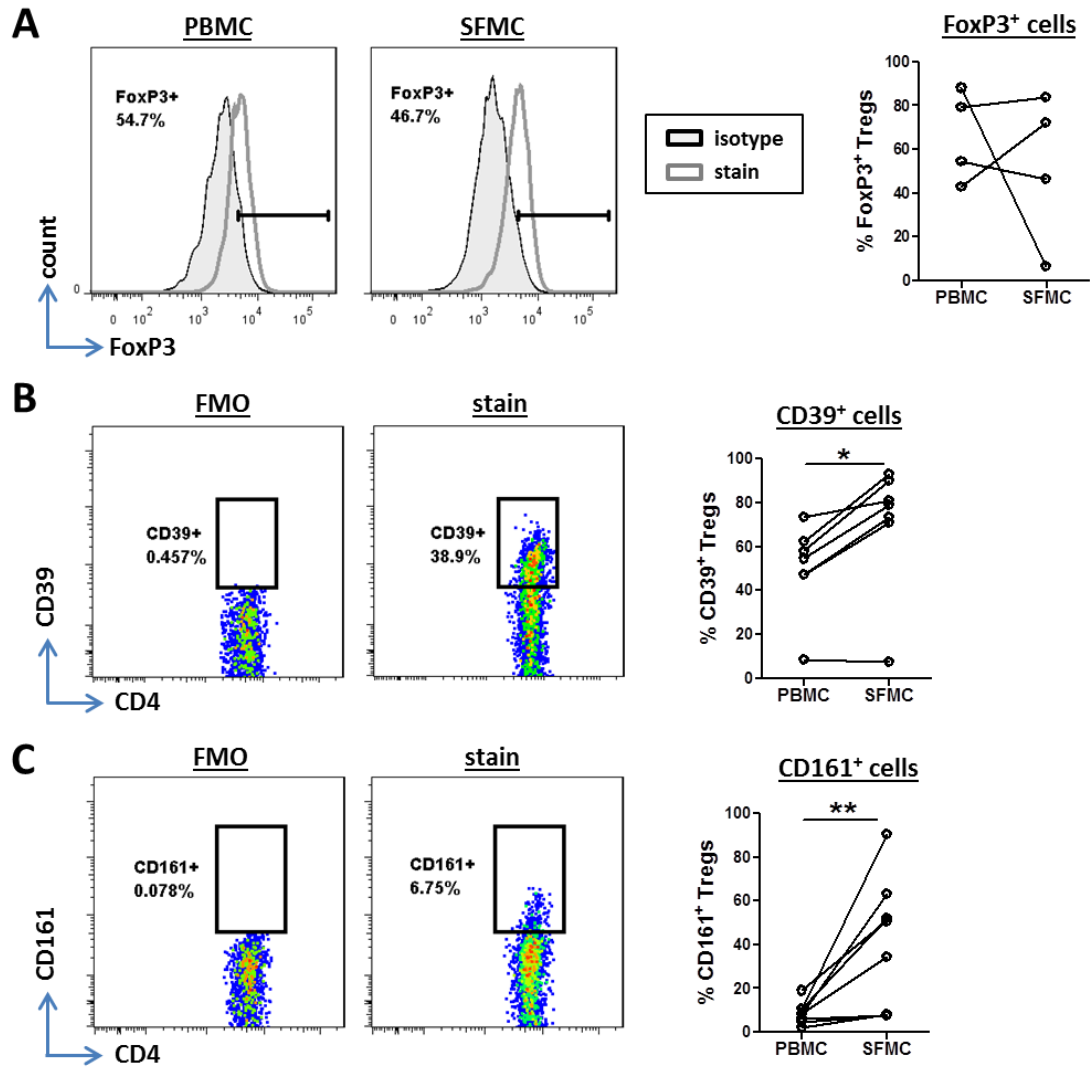 A
PBMC
SFMC
FoxP3+ cells
FoxP3+
54.7%
FoxP3+
46.7%
isotype
stain
count
0
0 10² 10³ 10⁴ 10⁵
0 10² 10³ 10⁴ 10⁵
FoxP3
% FoxP3⁺ Tregs
100
80
60
40
20
0
PBMC SFMC
B
FMO
stain
CD39⁺ cells
CD39+
0.457%
CD39+
38.9%
CD39
CD4
*
% CD39⁺ Tregs
100
80
60
40
20
0
PBMC SFMC
C
FMO
stain
CD161⁺ cells
CD161+
0.078%
CD161+
6.75%
CD161
CD4
**
% CD161⁺ Tregs
100
80
60
40
20
0
PBMC SFMC